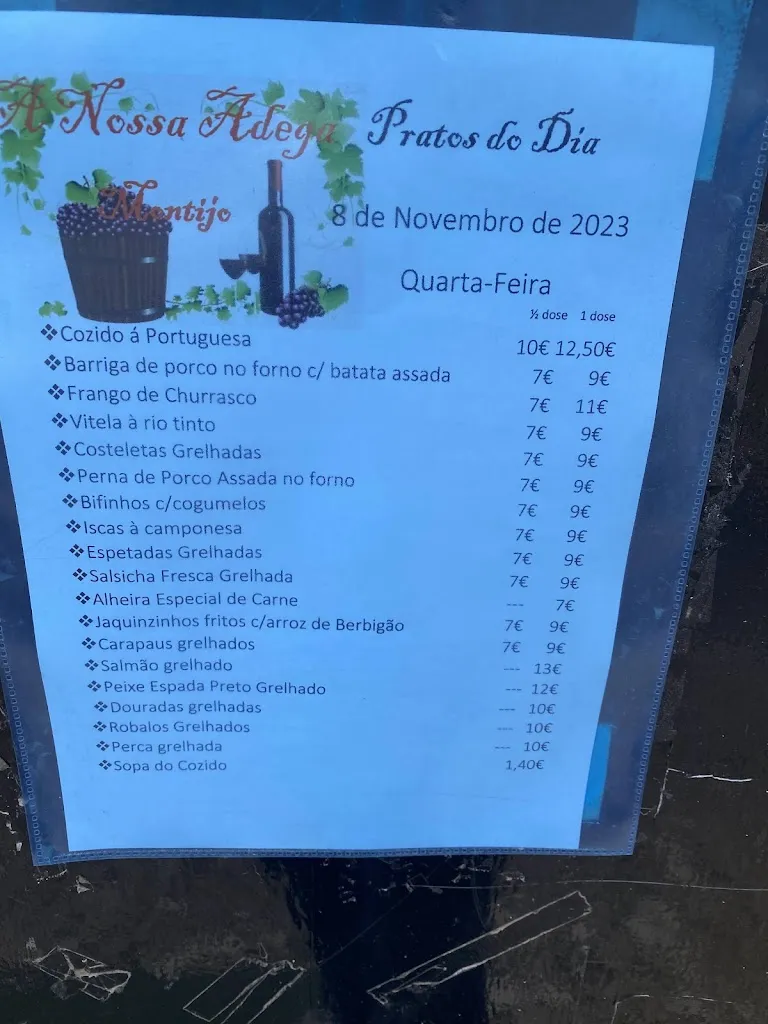 A Nossa Adega
Montijo
Pratos do Dia
8 de Novembro de 2023
Quarta-Feira
½ dose 1 dose
❖Cozido á Portuguesa 10€ 12,50€
❖Barriga de porco no forno c/ batata assada 7€ 9€
❖Frango de Churrasco 7€ 11€
❖Vitela à rio tinto 7€ 9€
❖Costeletas Grelhadas 7€ 9€
❖Perna de Porco Assada no forno 7€ 9€
❖Bifinhos c/cogumelos 7€ 9€
❖Iscas à camponesa 7€ 9€
❖Espetadas Grelhadas 7€ 9€
❖Salsicha Fresca Grelhada 7€ 9€
❖Alheira Especial de Carne --- 7€
❖Jaquinzinhos fritos c/arroz de Berbigão 7€ 9€
❖Carapaus grelhados 7€ 9€
❖Salmão grelhado --- 13€
❖Peixe Espada Preto Grelhado --- 12€
❖Douradas grelhadas --- 10€
❖Robalos Grelhados --- 10€
❖Perca grelhada --- 10€
❖Sopa do Cozido 1,40€